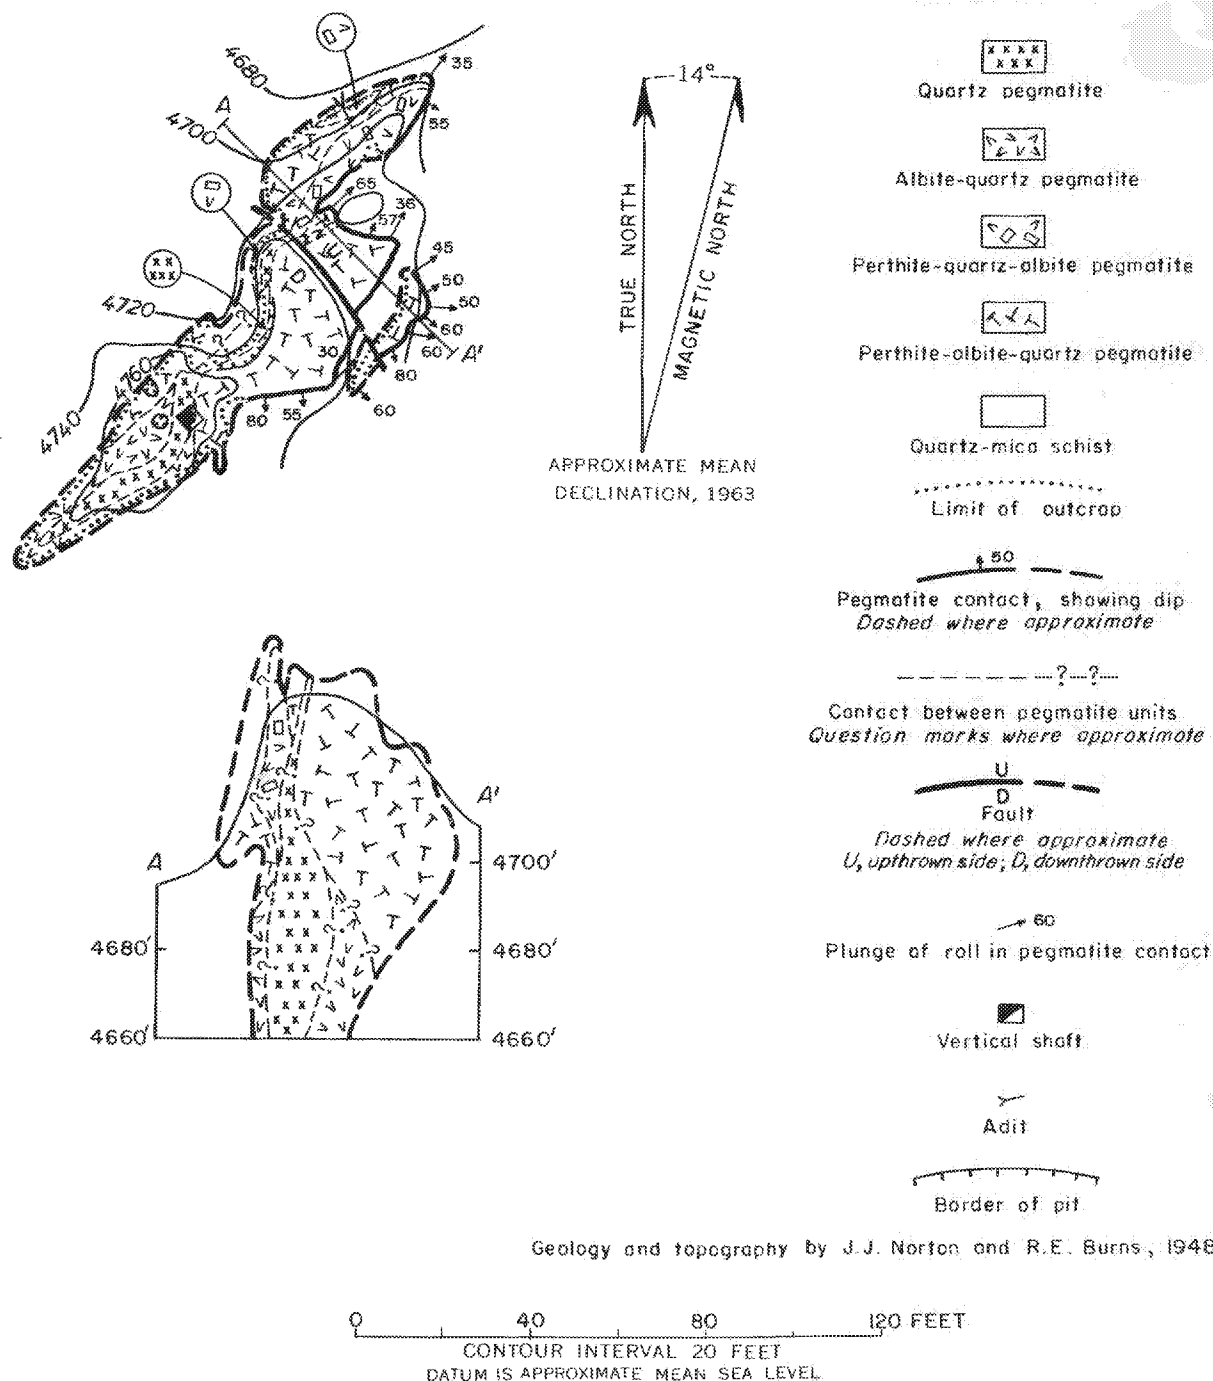 4680
35
A
4700
55
65
36
57
U
D
45
50
50
4720
60
60
A'
30
80
4760
4740
80
55
60
14°
TRUE NORTH
MAGNETIC NORTH
APPROXIMATE MEAN
DECLINATION, 1963
Quartz pegmatite
Albite-quartz pegmatite
Perthite-quartz-albite pegmatite
Perthite-albite-quartz pegmatite
Quartz-mica schist
Limit of outcrop
50
Pegmatite contact, showing dip
Dashed where approximate
—?—?—
Contact between pegmatite units
Question marks where approximate
U
D
Fault
Dashed where approximate
U, upthrown side; D, downthrown side
60
Plunge of roll in pegmatite contact
Vertical shaft
Adit
Border of pit
A
A'
4700'
4680'
4680'
4660'
4660'
Geology and topography by J.J. Norton and R.E. Burns, 1948
0 40 80 120 FEET
CONTOUR INTERVAL 20 FEET
DATUM IS APPROXIMATE MEAN SEA LEVEL